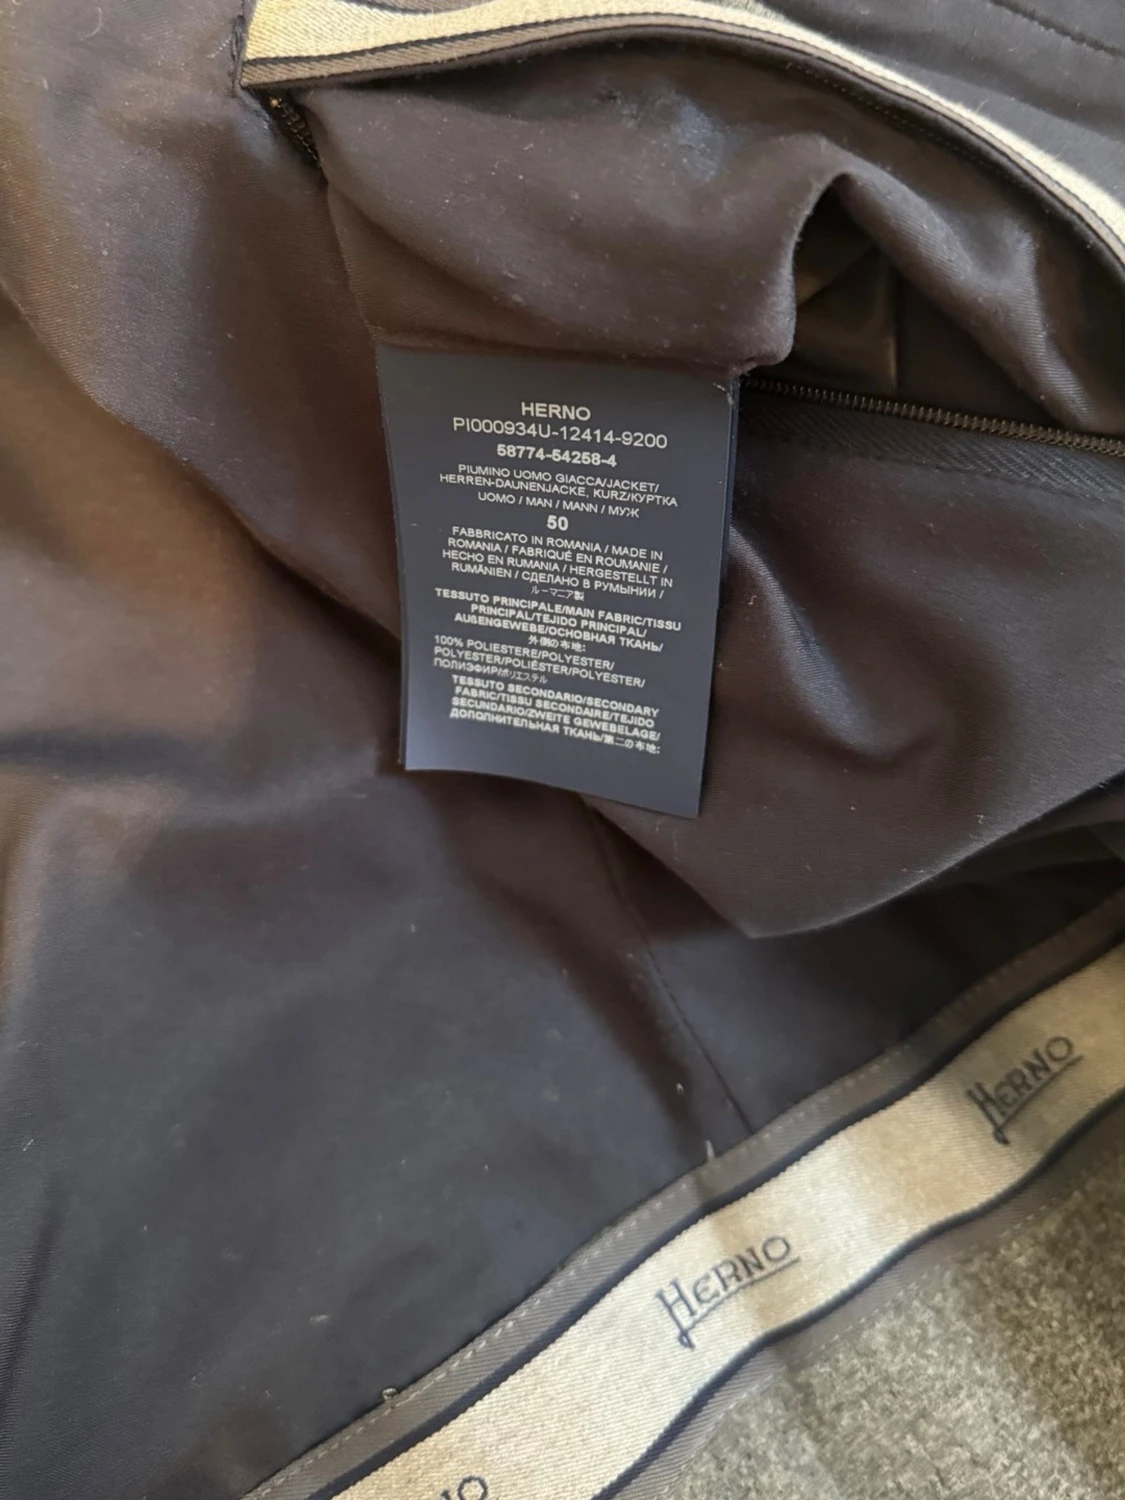 HERNO
PI000934U-12414-9200
58774-54258-4
PIUMINO UOMO GIACCA/JACKET/
HERREN-DAUNENJACKE, KURZ/КУРТКА
UOMO / MAN / MANN / МУЖ
50
FABBRICATO IN ROMANIA / MADE IN
ROMANIA / FABRIQUÉ EN ROUMANIE /
HECHO EN RUMANIA / HERGESTELLT IN
RUMÄNIEN / СДЕЛАНО В РУМЫНИИ /
ルーマニア製
TESSUTO PRINCIPALE/MAIN FABRIC/TISSU
PRINCIPAL/TEJIDO PRINCIPAL/
AUßENGEWEBE/ОСНОВНАЯ ТКАНЬ/
外側の布地:
100% POLIESTERE/POLYESTER/
POLYESTER/POLIÉSTER/POLYESTER/
ПОЛИЭФИР/ポリエステル
TESSUTO SECONDARIO/SECONDARY
FABRIC/TISSU SECONDAIRE/TEJIDO
SECUNDARIO/ZWEITE GEWEBELAGE/
ДОПОЛНИТЕЛЬНАЯ ТКАНЬ/第二の布地:
HERNO
HERNO
NO